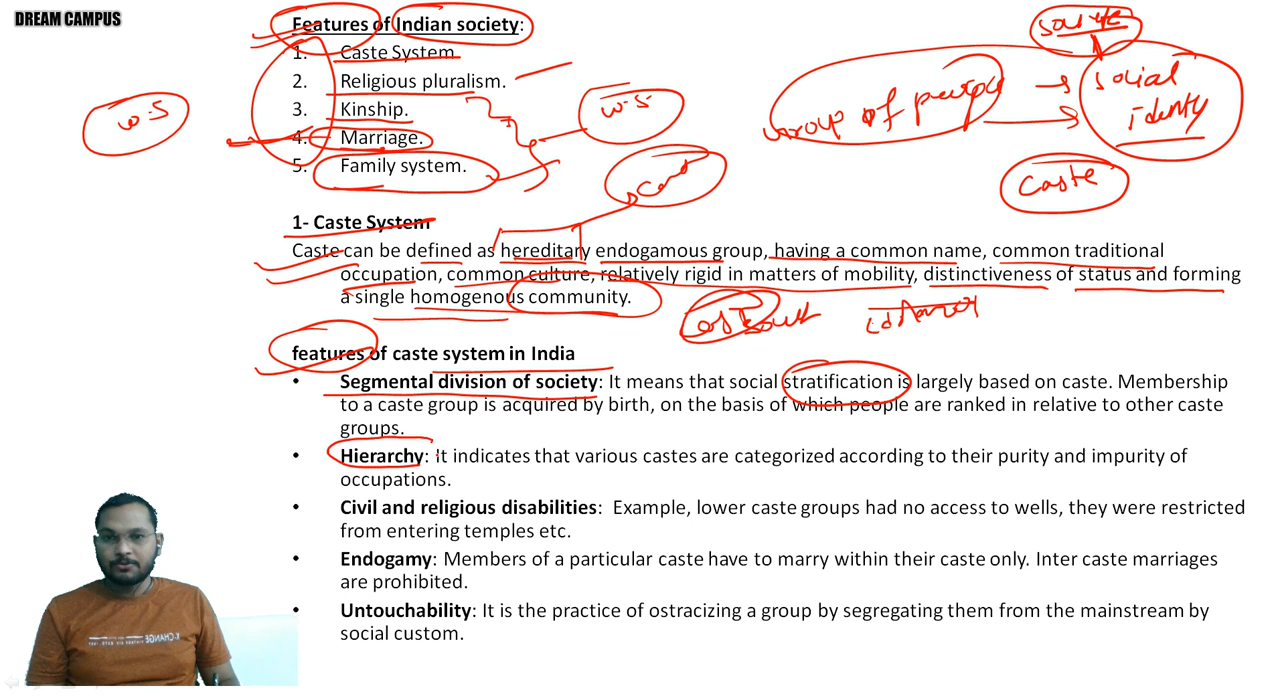 DREAM CAMPUS
Features of Indian society:
1. Caste System
2. Religious pluralism.
3. Kinship.
4. Marriage.
5. Family system.
W-S
W-S
Group of people
Social
identy
Caste
1- Caste System
Caste can be defined as hereditary endogamous group, having a common name, common traditional
occupation, common culture, relatively rigid in matters of mobility, distinctiveness of status and forming
a single homogenous community.
features of caste system in India
• Segmental division of society: It means that social stratification is largely based on caste. Membership
to a caste group is acquired by birth, on the basis of which people are ranked in relative to other caste
groups.
• Hierarchy: It indicates that various castes are categorized according to their purity and impurity of
occupations.
• Civil and religious disabilities: Example, lower caste groups had no access to wells, they were restricted
from entering temples etc.
• Endogamy: Members of a particular caste have to marry within their caste only. Inter caste marriages
are prohibited.
• Untouchability: It is the practice of ostracizing a group by segregating them from the mainstream by
social custom.